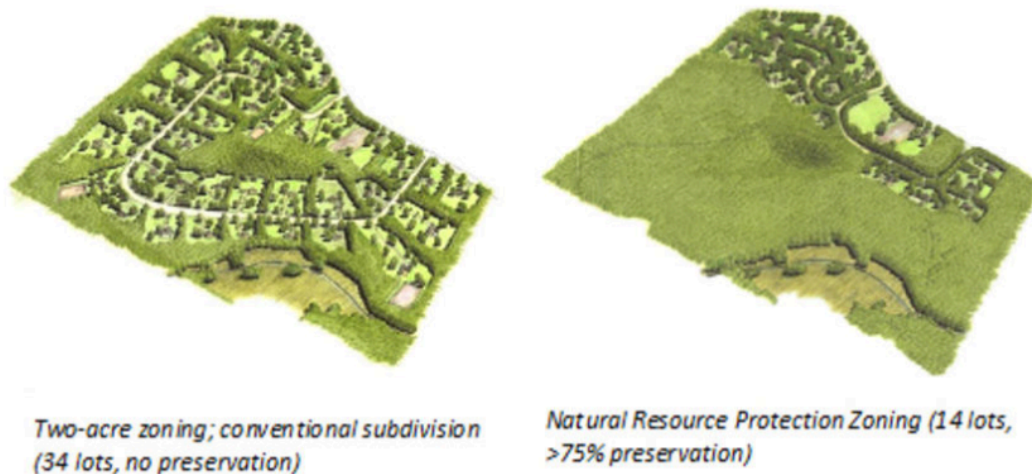 Two-acre zoning; conventional subdivision
(34 lots, no preservation)
Natural Resource Protection Zoning (14 lots,
>75% preservation)